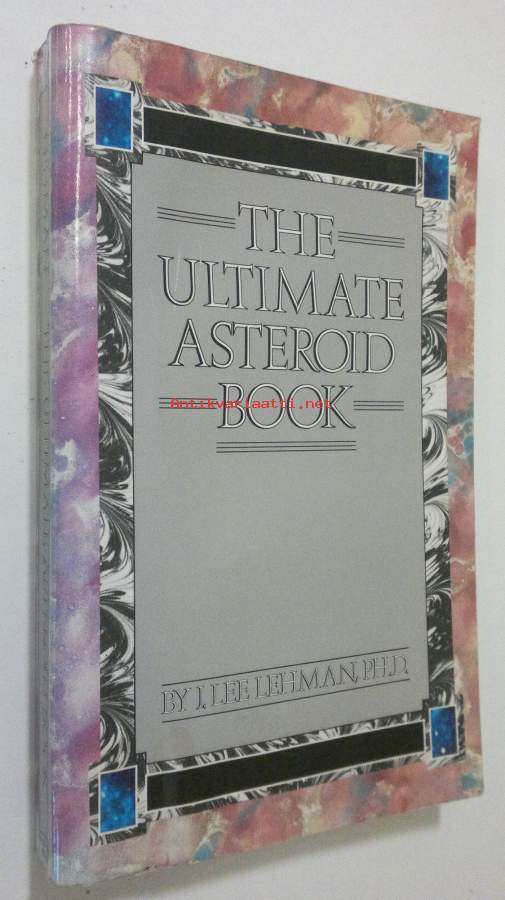 THE
ULTIMATE
ASTEROID
BOOK
Antikvariaatti.net
BY J. LEE LEHMAN, PH.D.